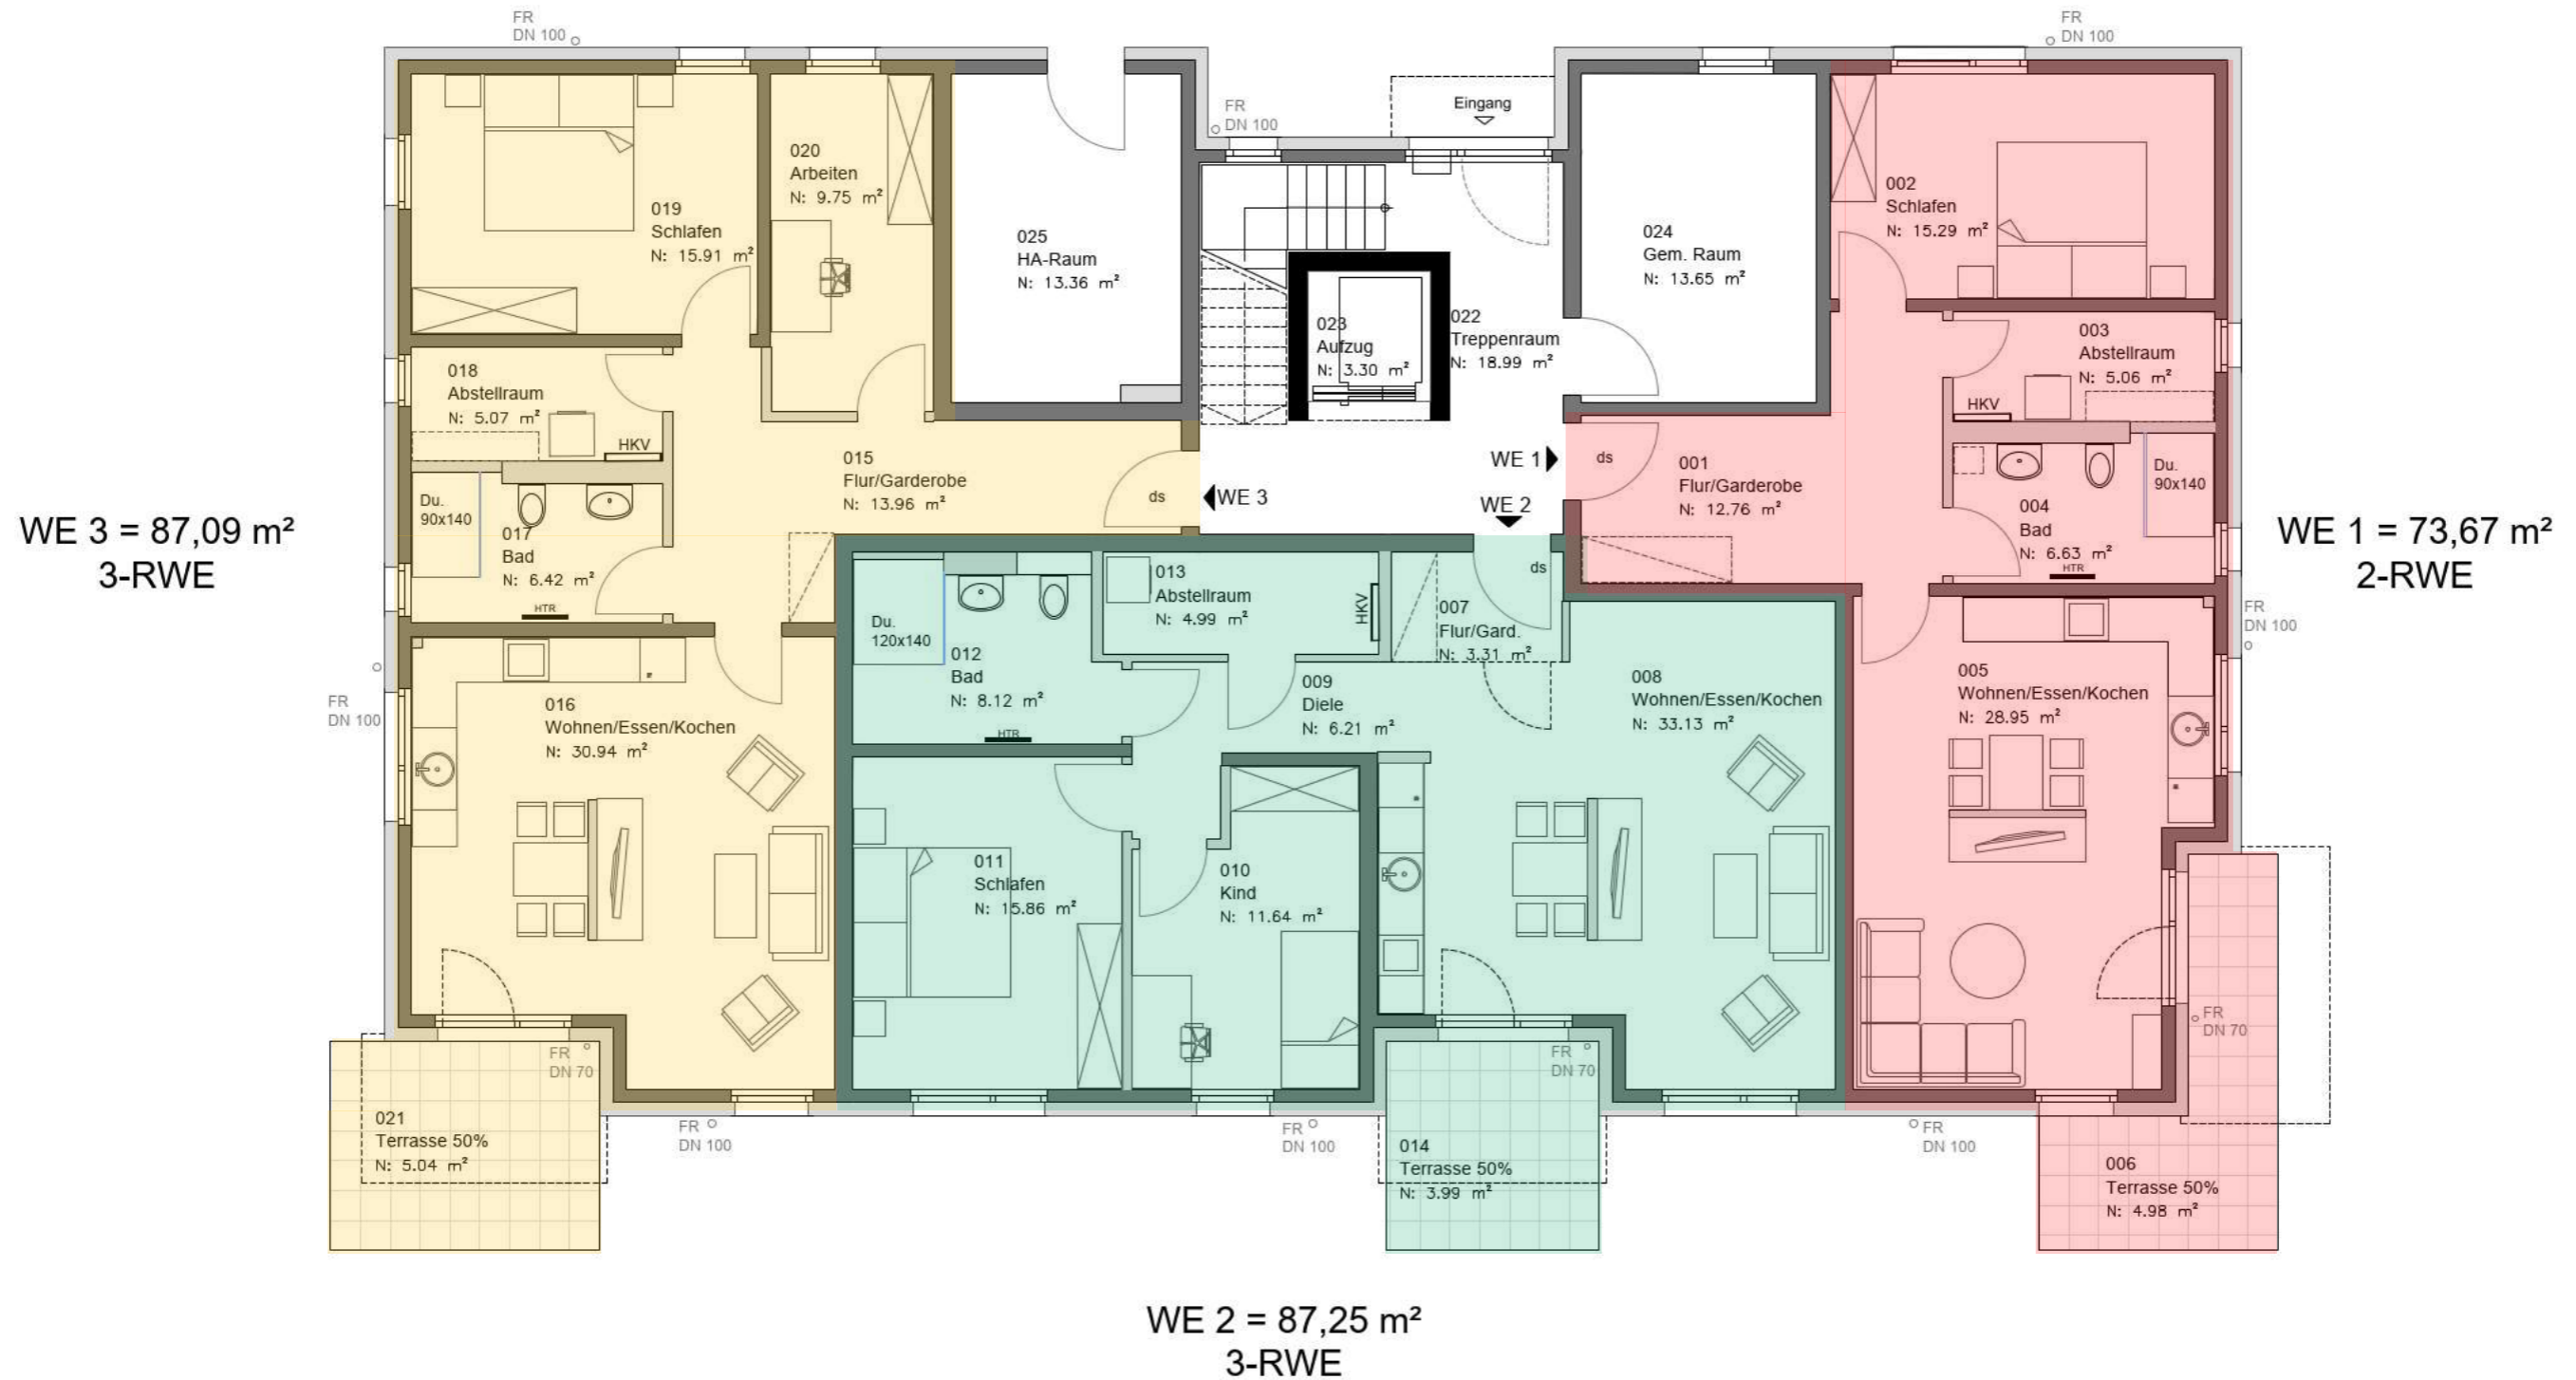 FR
DN 100
FR
DN 100
FR
DN 100
Eingang
020
Arbeiten
N: 9.75 m²
019
Schlafen
N: 15.91 m²
025
HA-Raum
N: 13.36 m²
024
Gem. Raum
N: 13.65 m²
002
Schlafen
N: 15.29 m²
023
Aufzug
N: 3.30 m²
022
Treppenraum
N: 18.99 m²
018
Abstellraum
N: 5.07 m²
HKV
003
Abstellraum
N: 5.06 m²
HKV
015
Flur/Garderobe
N: 13.96 m²
ds
WE 3
WE 1
WE 2
ds
001
Flur/Garderobe
N: 12.76 m²
Du.
90x140
004
Bad
N: 6.63 m²
HTR
Du.
90x140
017
Bad
N: 6.42 m²
HTR
WE 3 = 87,09 m²
3-RWE
WE 1 = 73,67 m²
2-RWE
013
Abstellraum
N: 4.99 m²
HKV
ds
007
Flur/Gard.
N: 3.31 m²
Du.
120x140
012
Bad
N: 8.12 m²
HTR
009
Diele
N: 6.21 m²
008
Wohnen/Essen/Kochen
N: 33.13 m²
005
Wohnen/Essen/Kochen
N: 28.95 m²
FR
DN 100
FR
DN 100
016
Wohnen/Essen/Kochen
N: 30.94 m²
011
Schlafen
N: 15.86 m²
010
Kind
N: 11.64 m²
FR
DN 70
FR
DN 70
FR
DN 70
021
Terrasse 50%
N: 5.04 m²
FR
DN 100
FR
DN 100
014
Terrasse 50%
N: 3.99 m²
FR
DN 100
006
Terrasse 50%
N: 4.98 m²
WE 2 = 87,25 m²
3-RWE